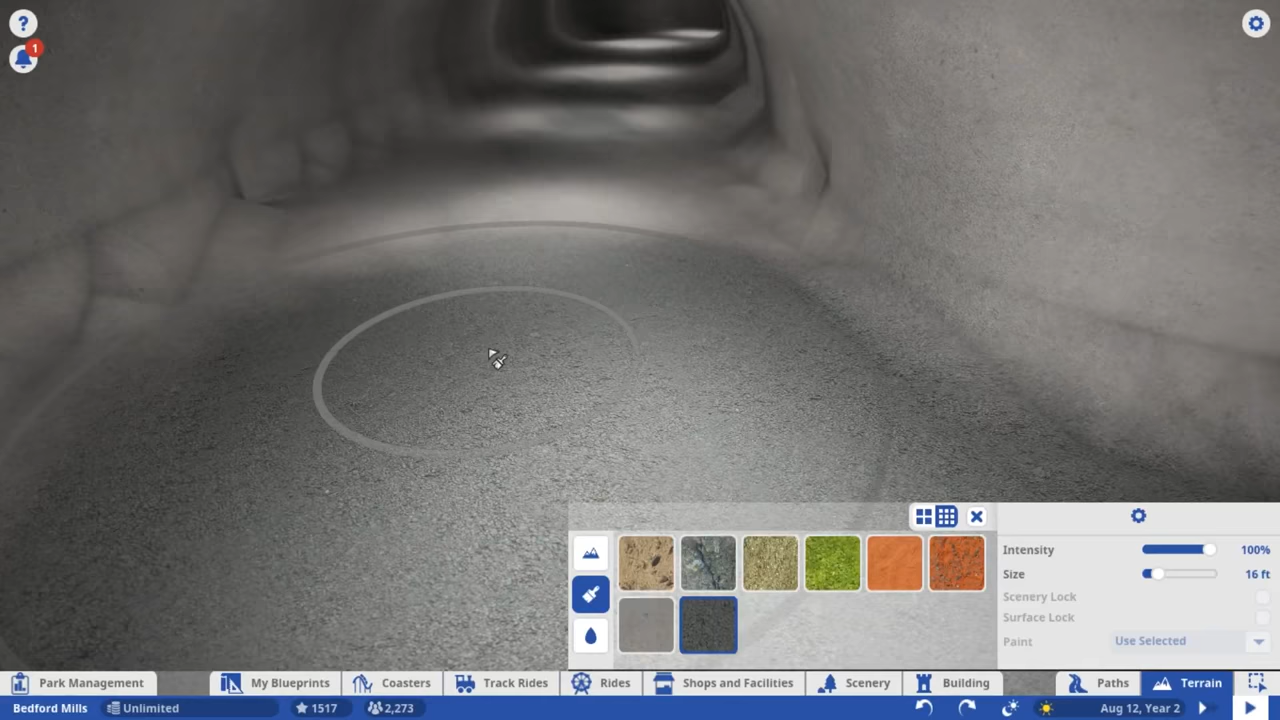 ?
1
Intensity 100%
Size 16 ft
Scenery Lock
Surface Lock
Paint Use Selected
Park Management My Blueprints Coasters Track Rides Rides Shops and Facilities Scenery Building Paths Terrain
Bedford Mills Unlimited 1517 2,273 Aug 12, Year 2